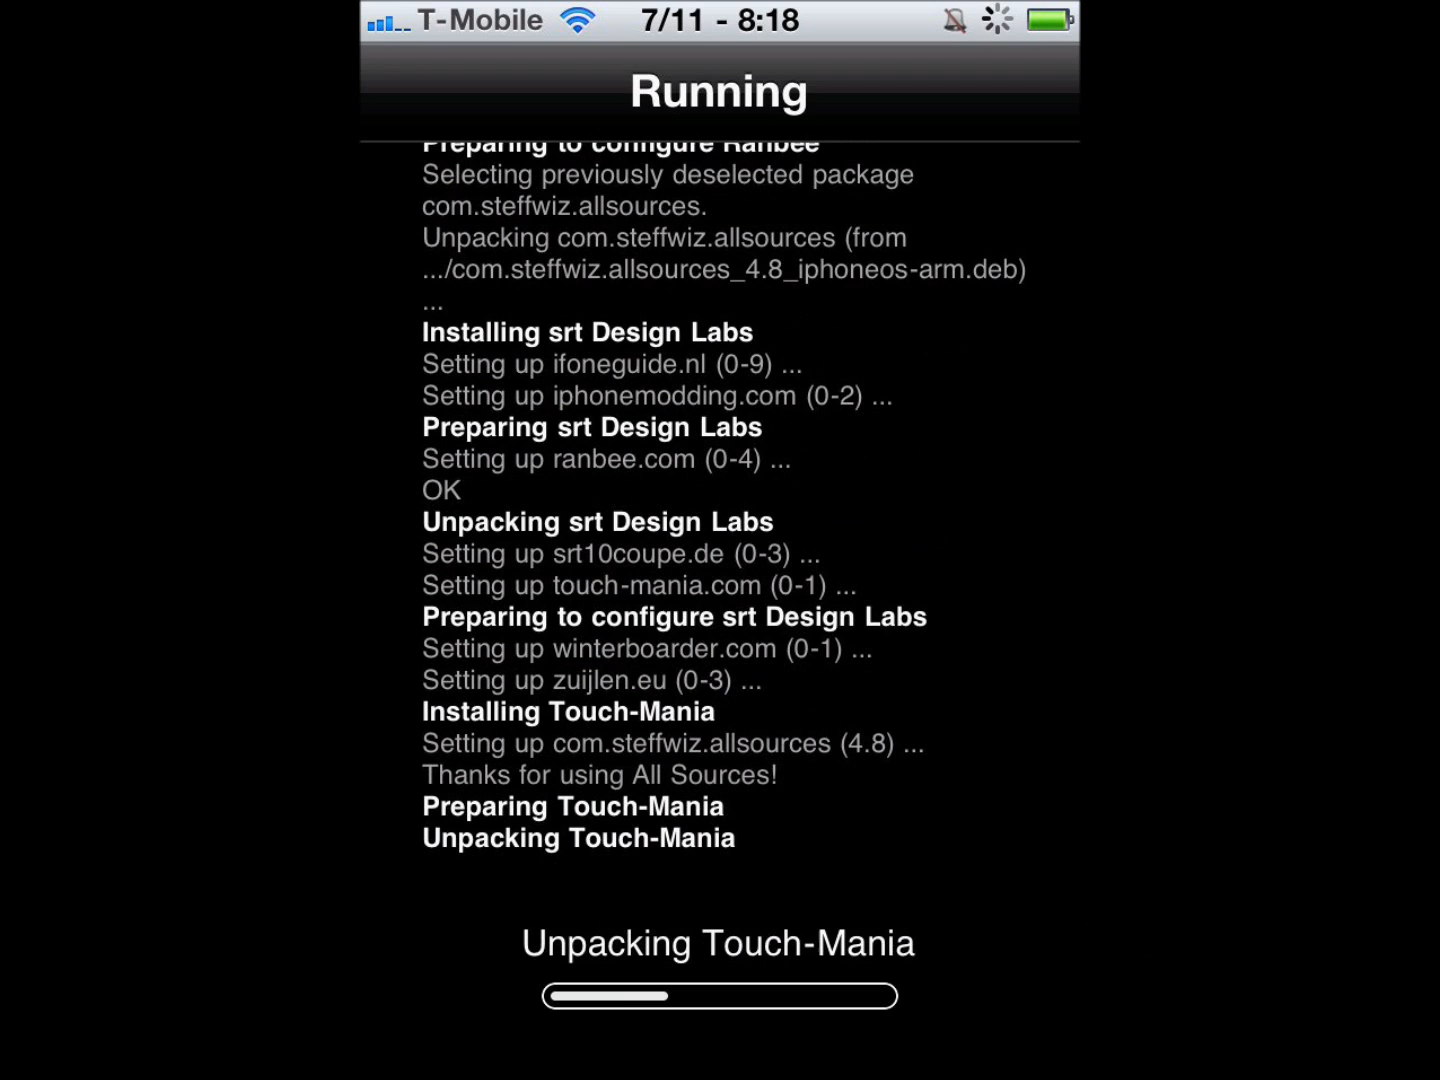 T-Mobile 7/11 - 8:18
Running
Preparing to configure Ranbee
Selecting previously deselected package
com.steffwiz.allsources.
Unpacking com.steffwiz.allsources (from
.../com.steffwiz.allsources_4.8_iphoneos-arm.deb)
...
Installing srt Design Labs
Setting up ifoneguide.nl (0-9) ...
Setting up iphonemodding.com (0-2) ...
Preparing srt Design Labs
Setting up ranbee.com (0-4) ...
OK
Unpacking srt Design Labs
Setting up srt10coupe.de (0-3) ...
Setting up touch-mania.com (0-1) ...
Preparing to configure srt Design Labs
Setting up winterboarder.com (0-1) ...
Setting up zuijlen.eu (0-3) ...
Installing Touch-Mania
Setting up com.steffwiz.allsources (4.8) ...
Thanks for using All Sources!
Preparing Touch-Mania
Unpacking Touch-Mania
Unpacking Touch-Mania